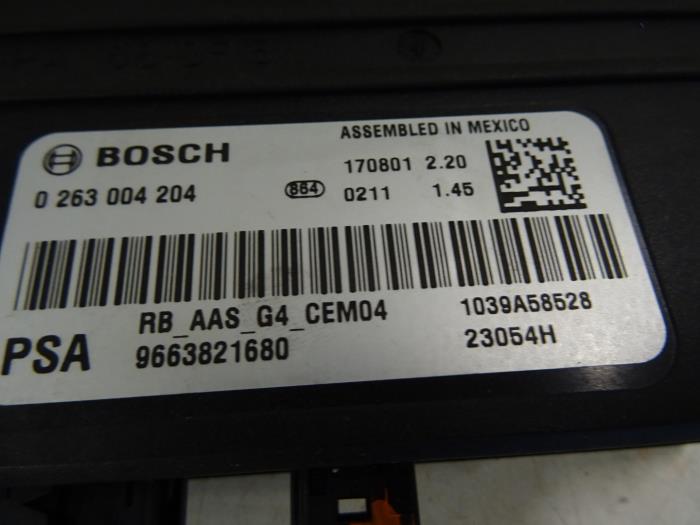 ASSEMBLED IN MEXICO
BOSCH
170801 2.20
0 263 004 204
864
0211 1.45
RB_AAS_G4_CEM04
1039A58528
PSA
9663821680
23054H